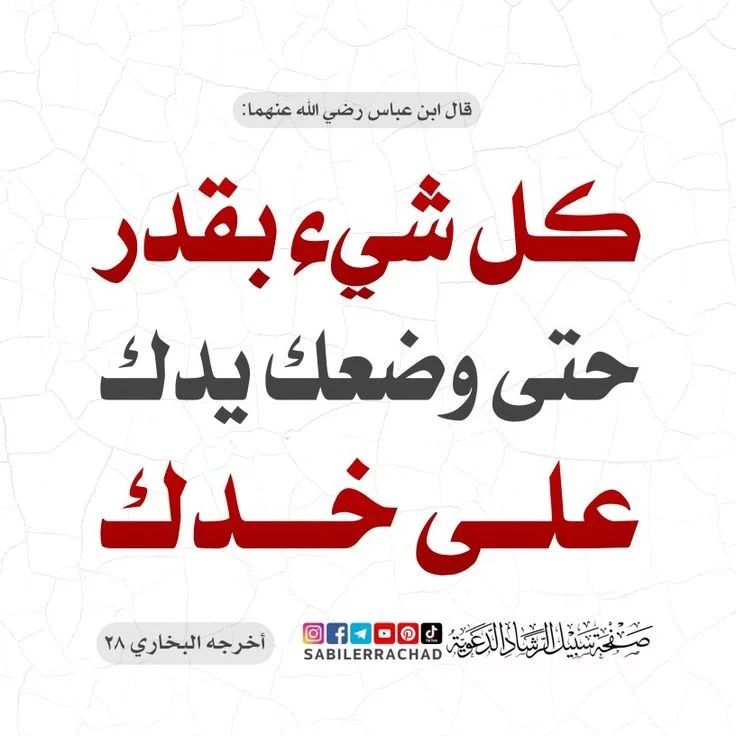 قال ابن عباس رضي الله عنهما:
كل شيء بقدر
حتى وضعك يدك
على خدك
صفحة سبيل الرشاد الدعوية
SABILERRACHAD
أخرجه البخاري ٢٨